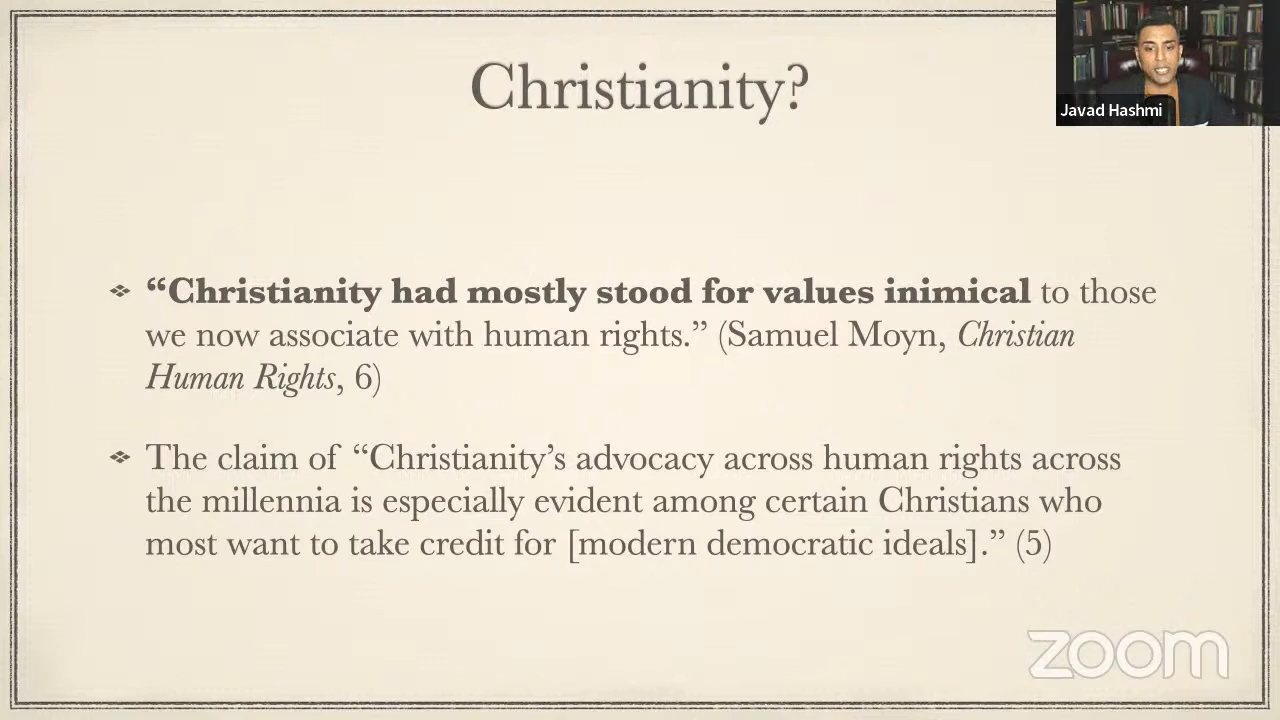 Christianity?
Javad Hashmi
“Christianity had mostly stood for values inimical to those
we now associate with human rights.” (Samuel Moyn, Christian
Human Rights, 6)
The claim of “Christianity’s advocacy across human rights across
the millennia is especially evident among certain Christians who
most want to take credit for [modern democratic ideals].” (5)
zoom